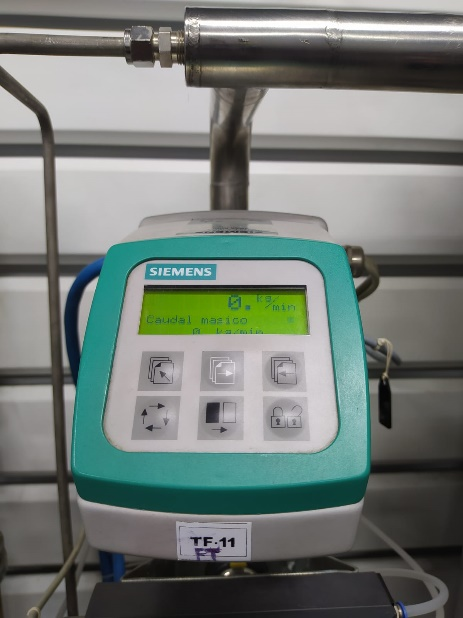 SIEMENS
0. kg/
/min
Caudal masico
0 kg/min
TF-11
FT